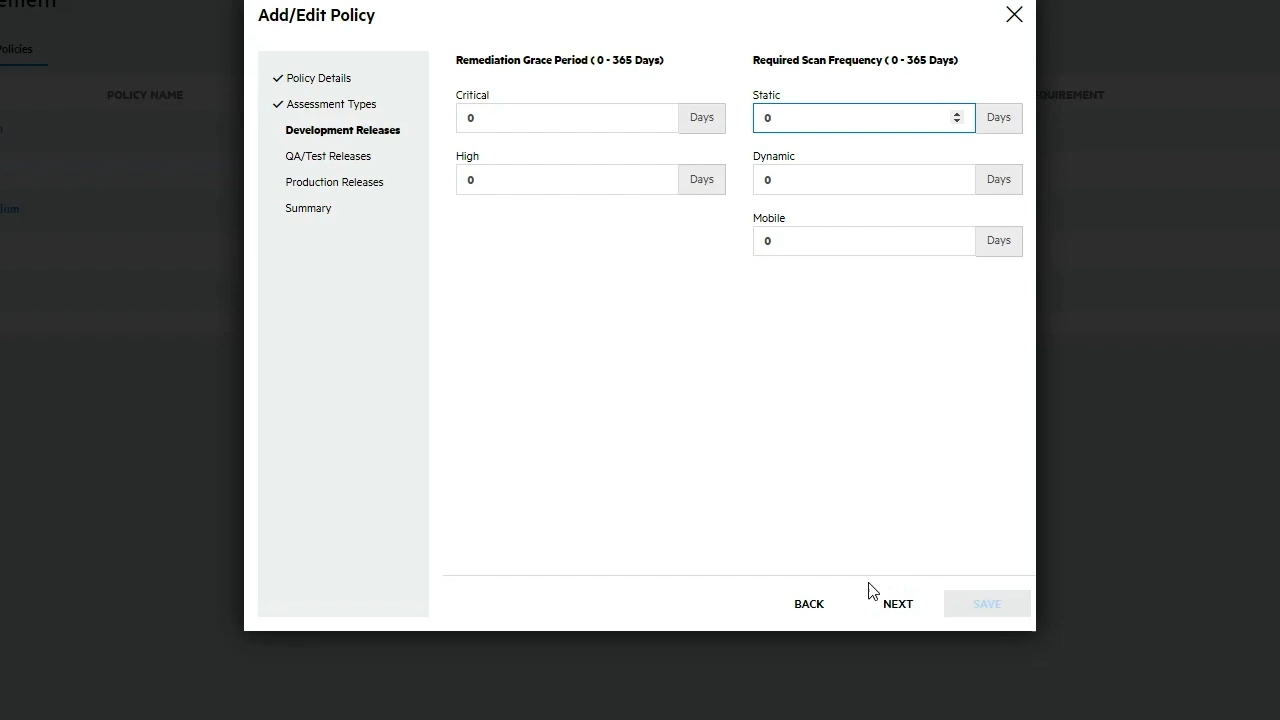 Add/Edit Policy
Policies
POLICY NAME
Policy Details
Assessment Types
Development Releases
QA/Test Releases
Production Releases
Summary
Remediation Grace Period ( 0 - 365 Days)
Critical
0 Days
High
0 Days
Required Scan Frequency ( 0 - 365 Days)
Static
0 Days
Dynamic
0 Days
Mobile
0 Days
BACK NEXT SAVE